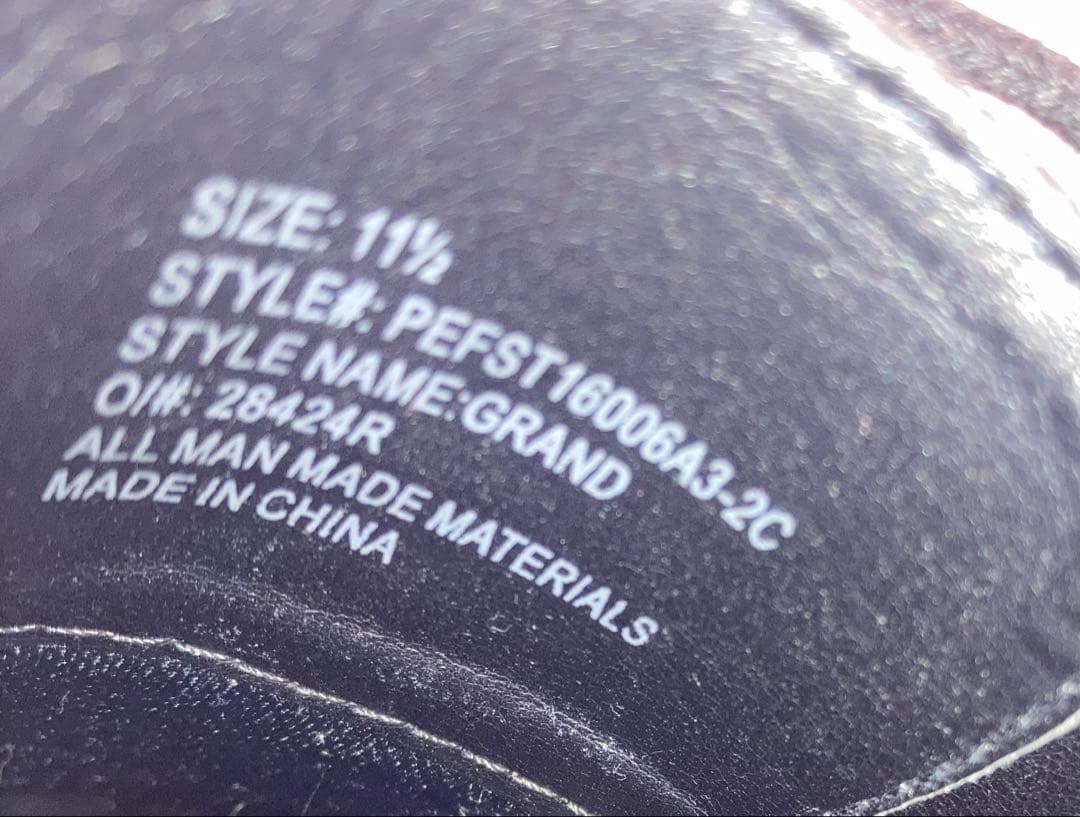 SIZE: 11½
STYLE#: PEFST16006A3-2C
STYLE NAME:GRAND
O/#: 28424R
ALL MAN MADE MATERIALS
MADE IN CHINA